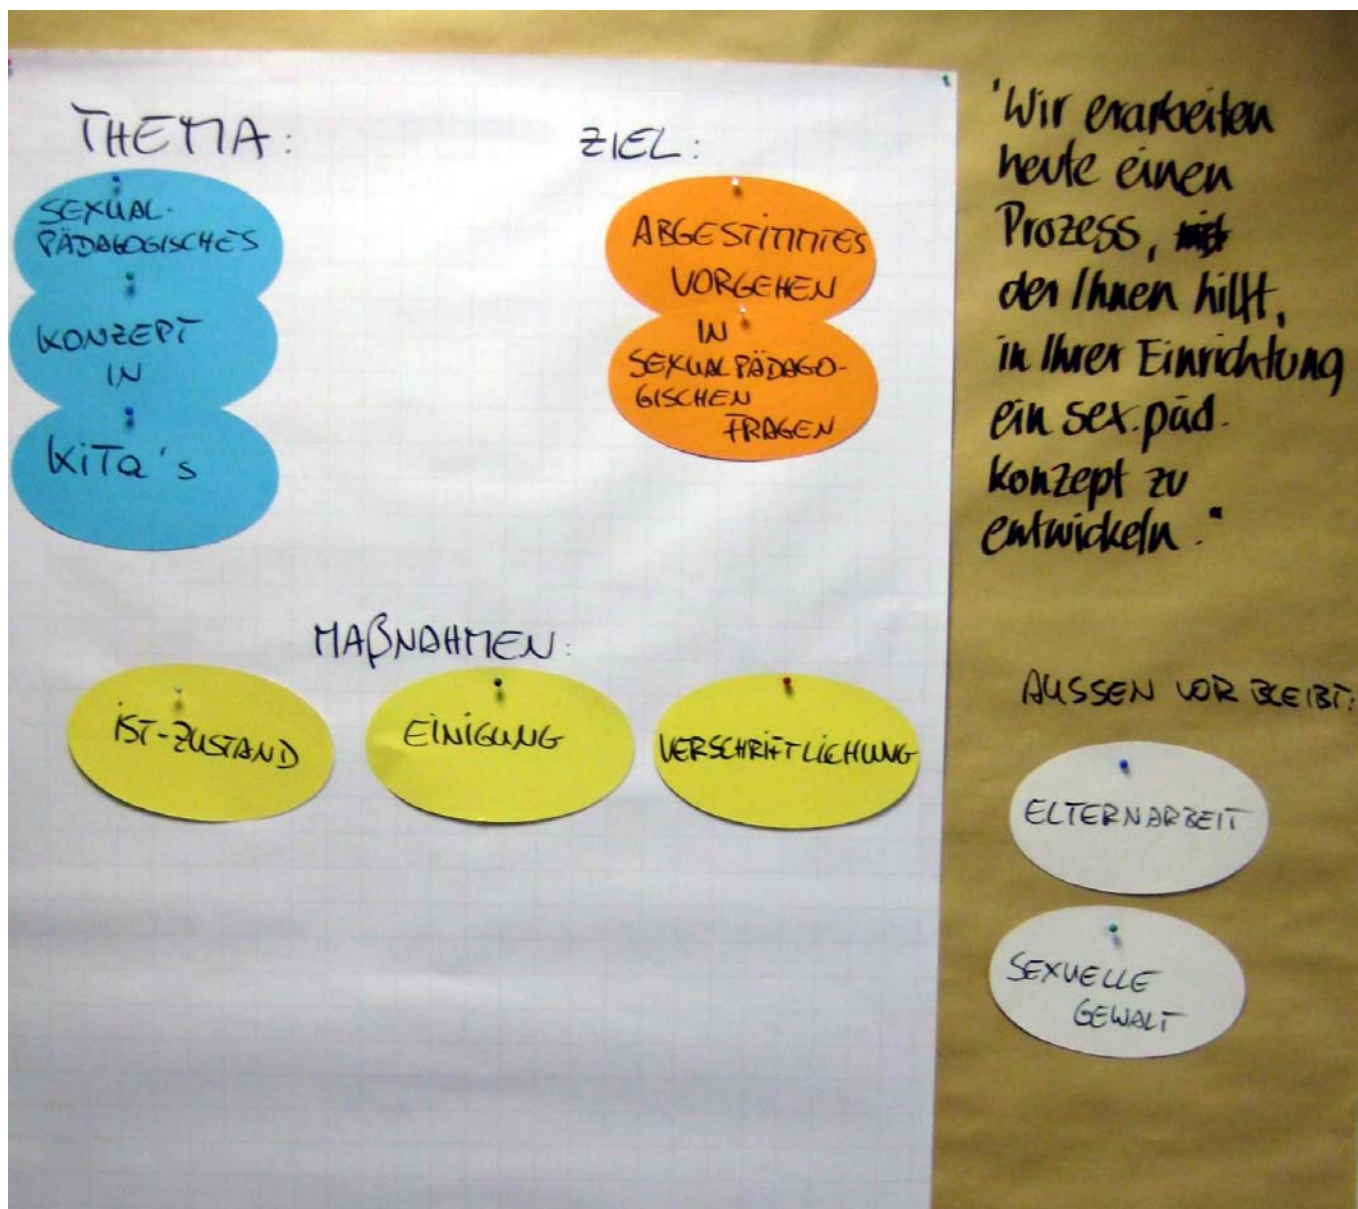 THEMA:
SEXUAL-
PÄDAGOGISCHES
KONZEPT
IN
KiTa's
ZIEL:
ABGESTIMMTES
VORGEHEN
IN
SEXUALPÄDAGO-
GISCHEN
FRAGEN
MAßNAHMEN:
IST-ZUSTAND
EINIGUNG
VERSCHRIFTLICHUNG
"Wir erarbeiten
heute einen
Prozess,
der Ihnen hilft,
in Ihrer Einrichtung
ein sex.päd.
Konzept zu
entwickeln."
AUSSEN VOR BLEIBT:
ELTERNARBEIT
SEXUELLE
GEWALT